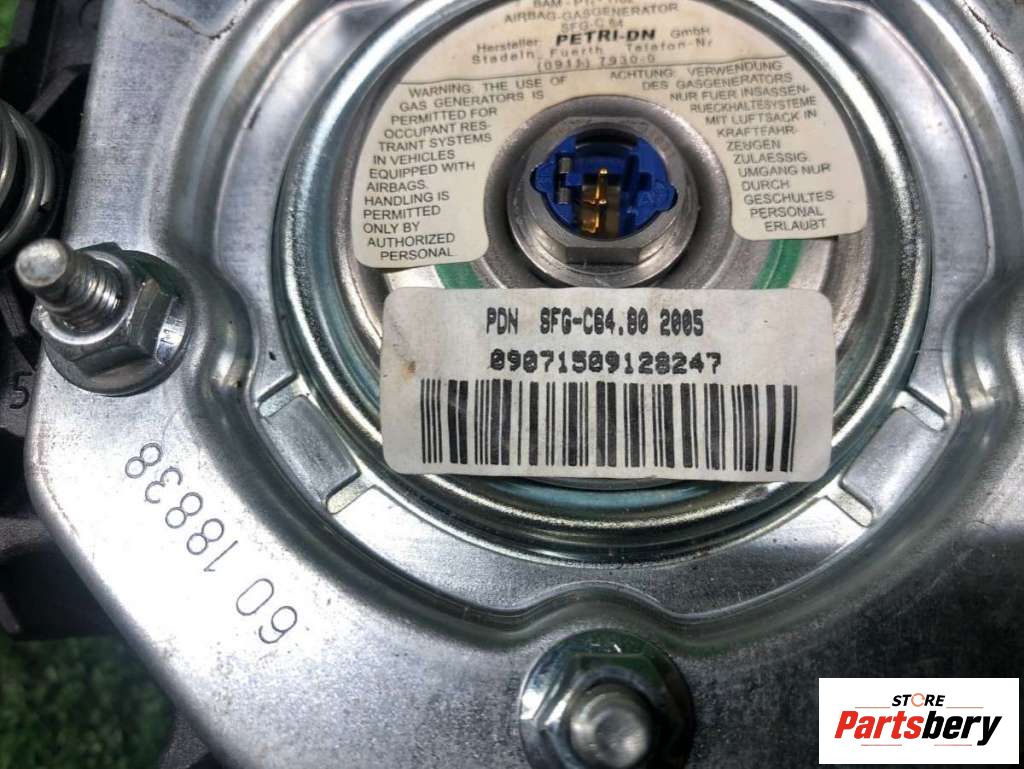 AIRBAG-GASGENERATOR
Hersteller: PETRI-DN GmbH
Stadeln, Fuerth, Telefon-Nr
(0911) 7930-0
WARNING: THE USE OF
GAS GENERATORS IS
PERMITTED FOR
OCCUPANT RES-
TRAINT SYSTEMS
IN VEHICLES
EQUIPPED WITH
AIRBAGS.
HANDLING IS
PERMITTED
ONLY BY
AUTHORIZED
PERSONAL.
ACHTUNG: VERWENDUNG
DES GASGENERATORS
NUR FUER INSASSEN-
RUECKHALTESYSTEME
MIT LUFTSACK IN
KRAFTFAHR-
ZEUGEN
ZULAESSIG.
UMGANG NUR
DURCH
GESCHULTES
PERSONAL
ERLAUBT
PDN SFG-C64.80 2005
09071509128247
60 18838
5
STORE
Partsbery